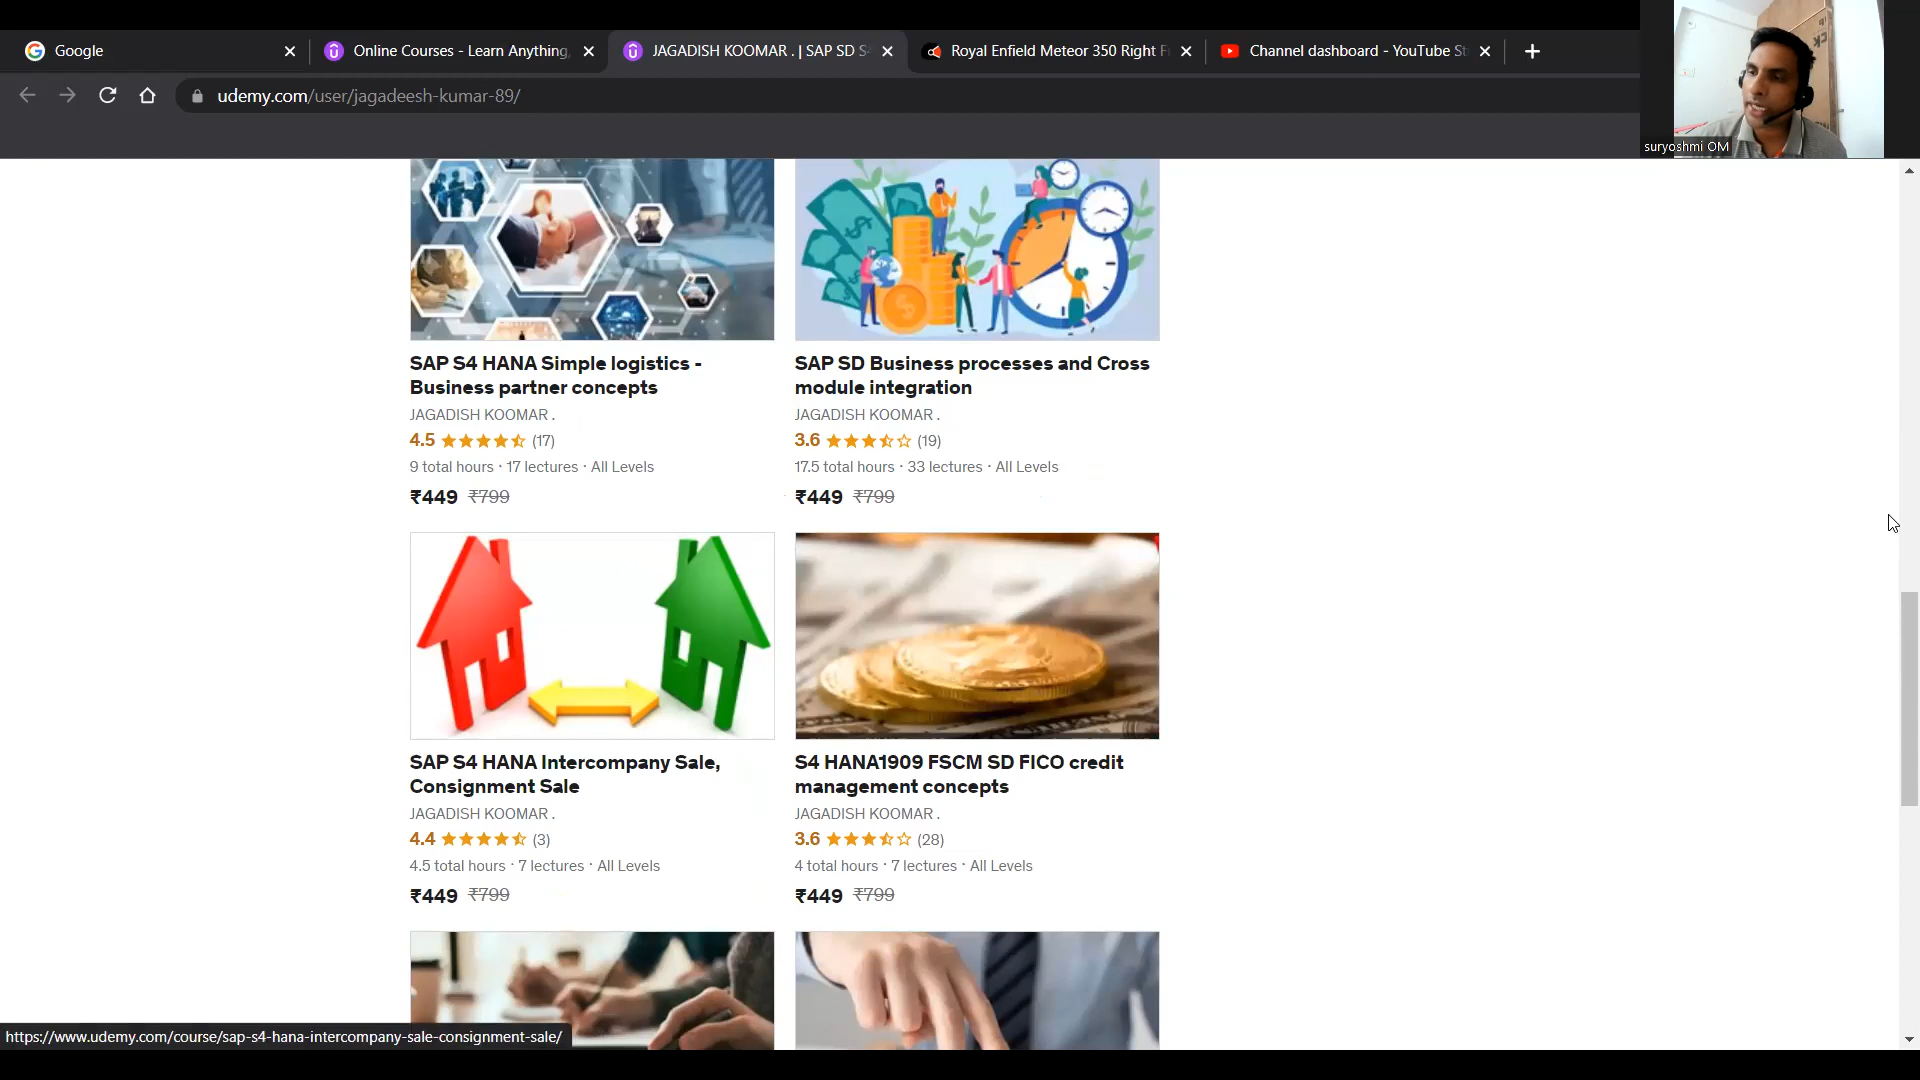 Google
Online Courses - Learn Anything,
JAGADISH KOOMAR . | SAP SD S
Royal Enfield Meteor 350 Right F
Channel dashboard - YouTube St
udemy.com/user/jagadeesh-kumar-89/
suryoshmi OM
SAP S4 HANA Simple logistics -
Business partner concepts
JAGADISH KOOMAR .
4.5 (17)
9 total hours · 17 lectures · All Levels
₹449 ₹799
SAP SD Business processes and Cross
module integration
JAGADISH KOOMAR .
3.6 (19)
17.5 total hours · 33 lectures · All Levels
₹449 ₹799
SAP S4 HANA Intercompany Sale,
Consignment Sale
JAGADISH KOOMAR .
4.4 (3)
4.5 total hours · 7 lectures · All Levels
₹449 ₹799
S4 HANA1909 FSCM SD FICO credit
management concepts
JAGADISH KOOMAR .
3.6 (28)
4 total hours · 7 lectures · All Levels
₹449 ₹799
https://www.udemy.com/course/sap-s4-hana-intercompany-sale-consignment-sale/